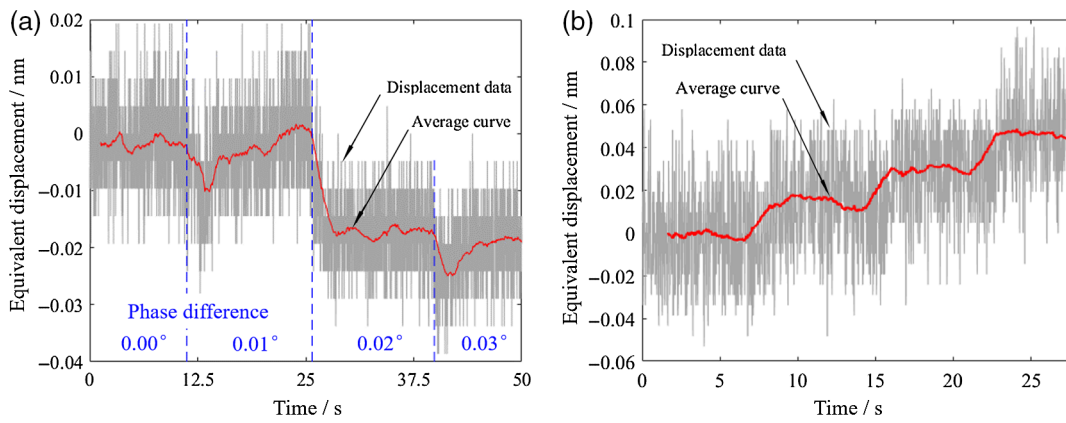 (a)
0.02
0.01
0
−0.01
−0.02
−0.03
−0.04
Equivalent displacement / nm
Displacement data
Average curve
Phase difference
0.00° 0.01° 0.02° 0.03°
0 12.5 25 37.5 50
Time / s
(b)
0.1
0.08
0.06
0.04
0.02
0
−0.02
−0.04
−0.06
Equivalent displacement / nm
Displacement data
Average curve
0 5 10 15 20 25
Time / s